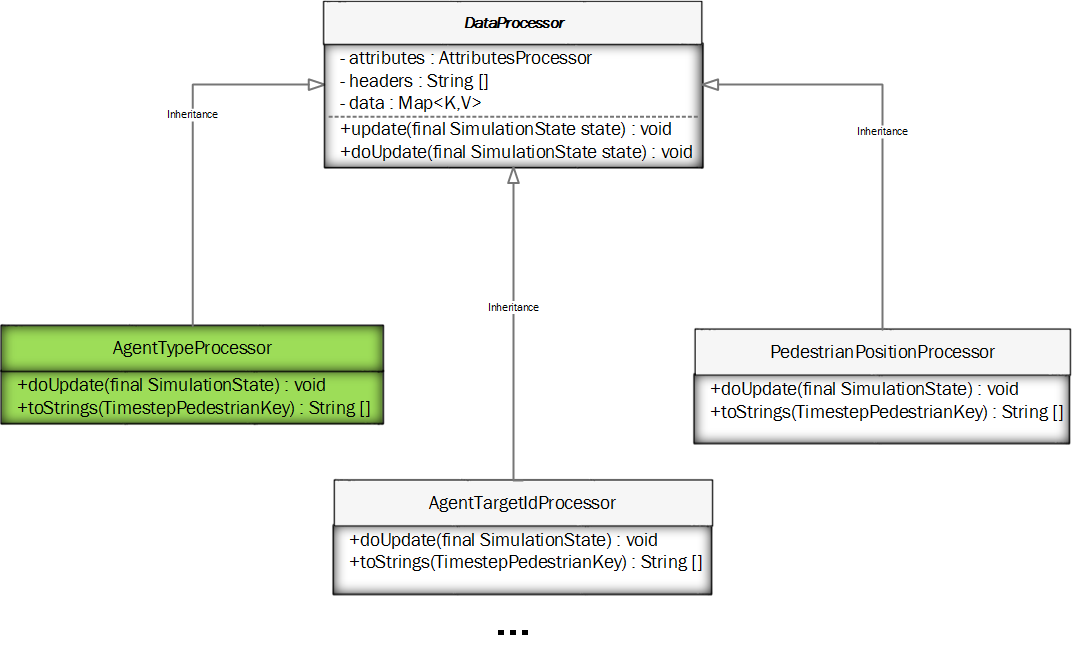 DataProcessor
- attributes : AttributesProcessor
- headers : String []
- data : Map<K,V>
+update(final SimulationState state) : void
+doUpdate(final SimulationState state) : void
Inheritance
Inheritance
Inheritance
AgentTypeProcessor
+doUpdate(final SimulationState) : void
+toStrings(TimestepPedestrianKey) : String []
PedestrianPositionProcessor
+doUpdate(final SimulationState) : void
+toStrings(TimestepPedestrianKey) : String []
AgentTargetIdProcessor
+doUpdate(final SimulationState) : void
+toStrings(TimestepPedestrianKey) : String []
...